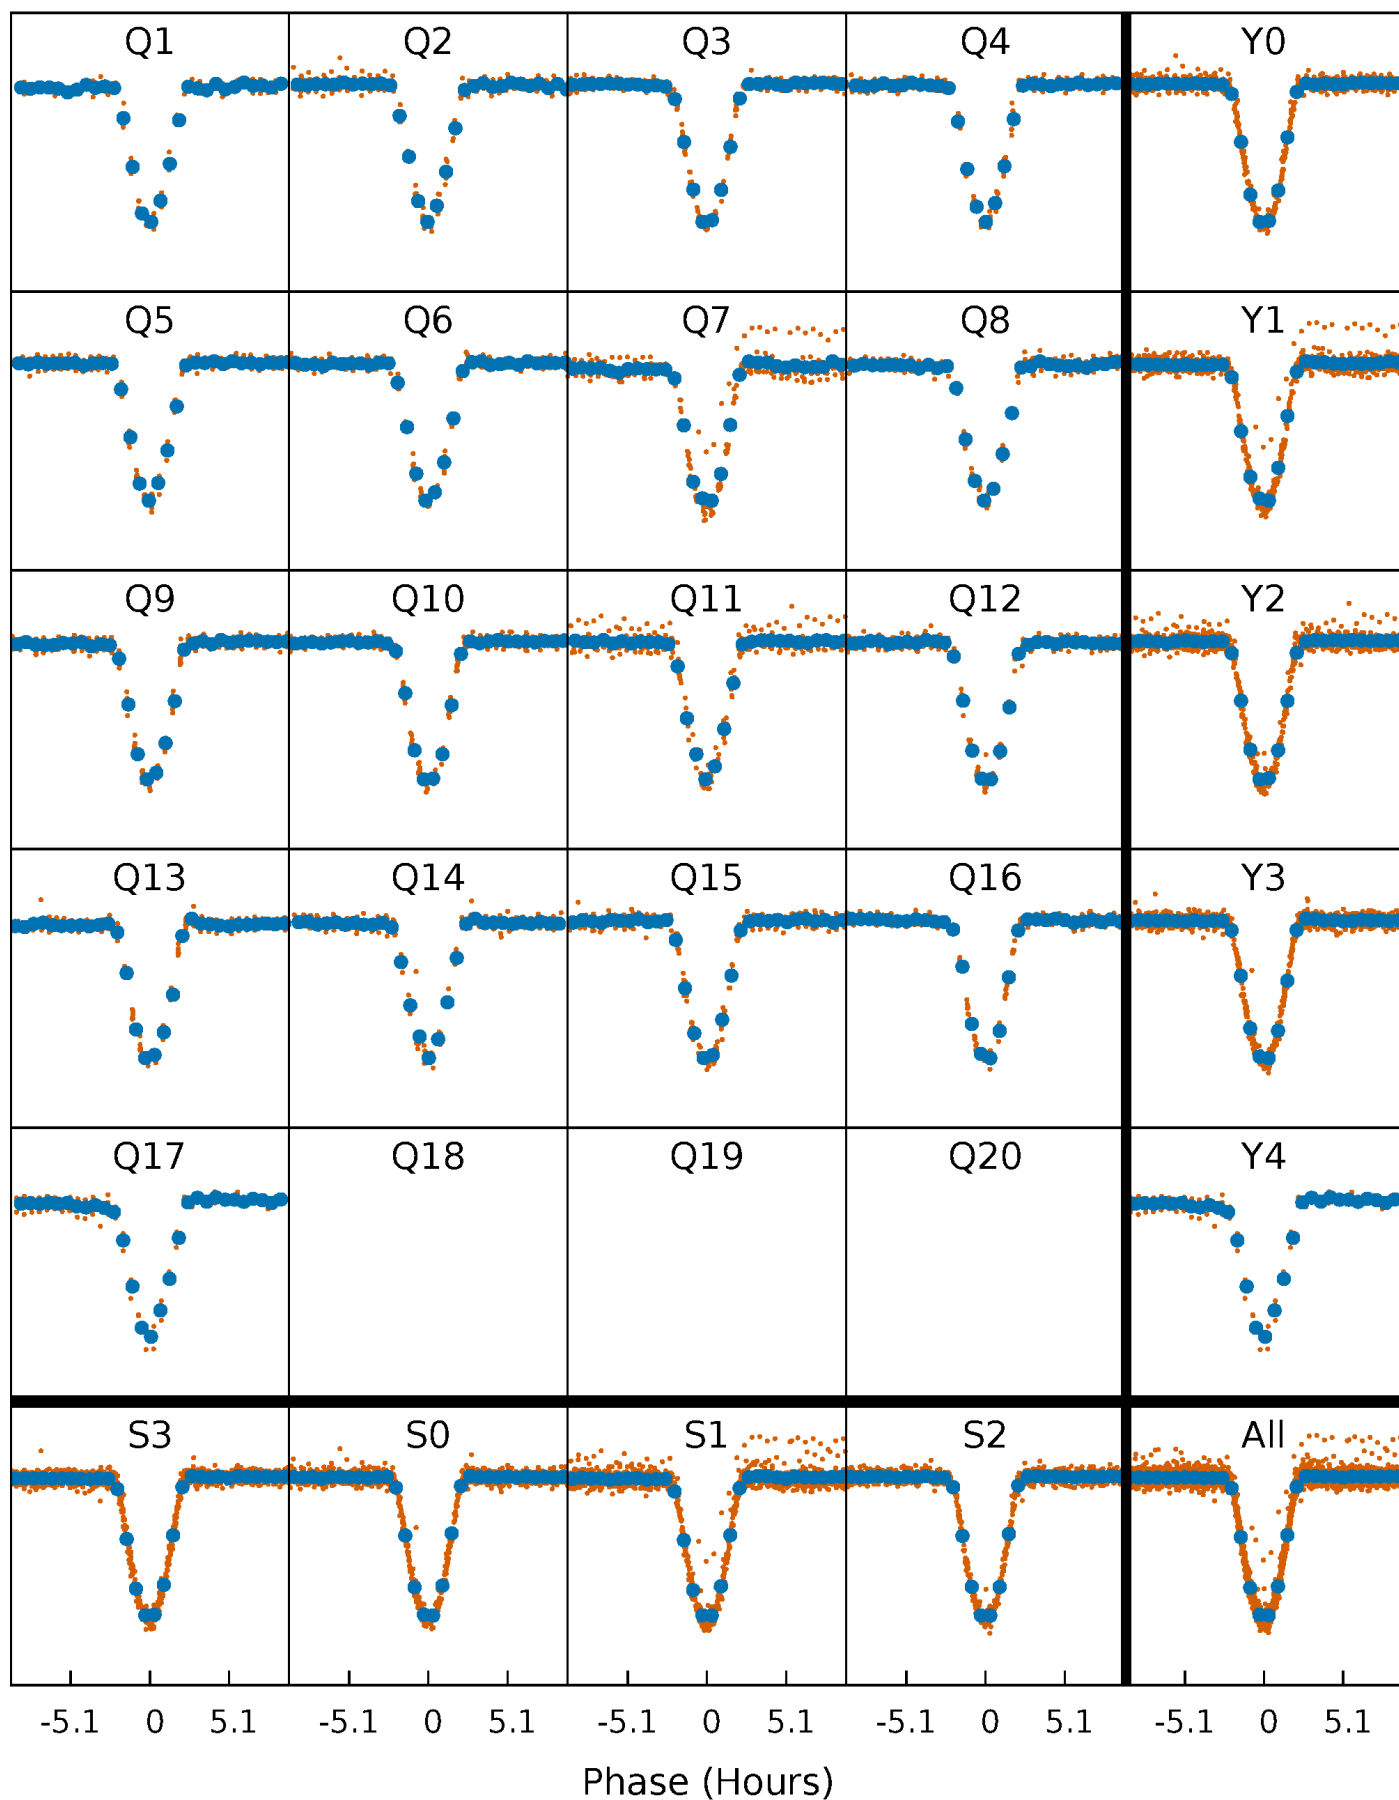 Q1 Q2 Q3 Q4 Y0
Q5 Q6 Q7 Q8 Y1
Q9 Q10 Q11 Q12 Y2
Q13 Q14 Q15 Q16 Y3
Q17 Q18 Q19 Q20 Y4
S3 S0 S1 S2 All
-5.1 0 5.1 -5.1 0 5.1 -5.1 0 5.1 -5.1 0 5.1 -5.1 0 5.1
Phase (Hours)